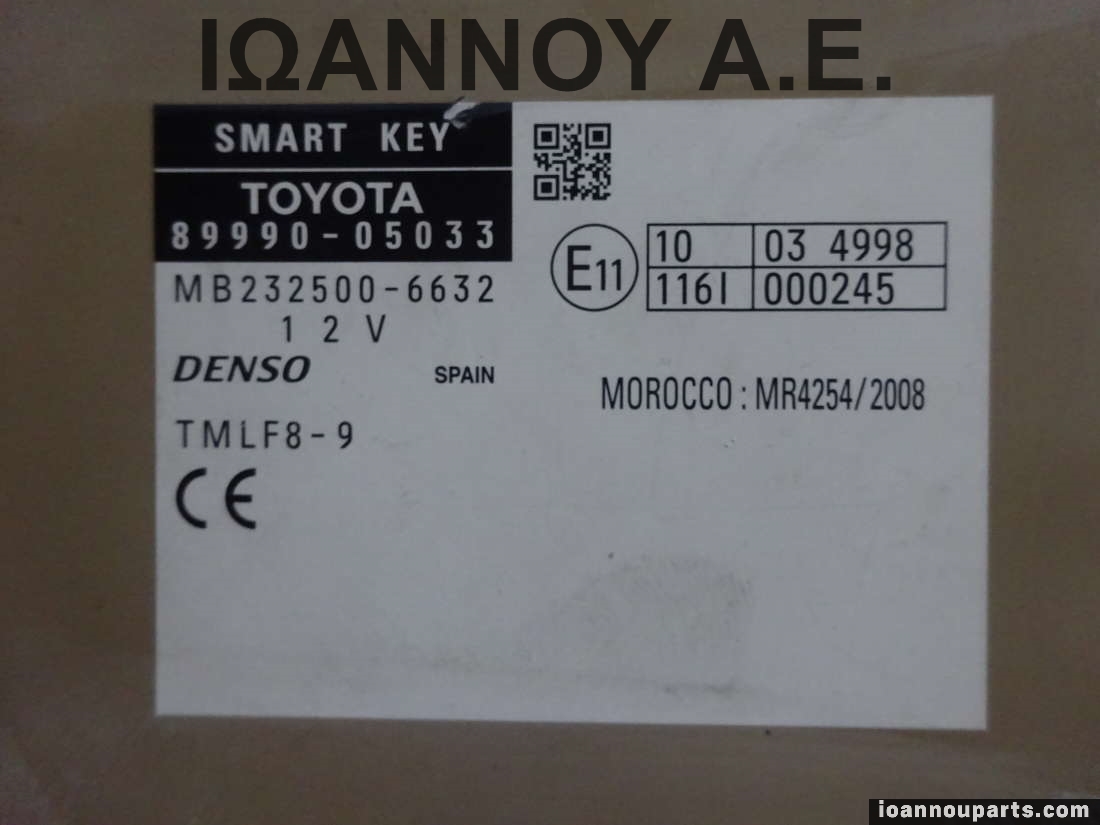 ΙΩΑΝΝΟΥ Α.Ε.
SMART KEY
TOYOTA
89990-05033
MB232500-6632
12V
DENSO SPAIN
TMLF8-9
CE
E11
10 03 4998
116I 000245
MOROCCO : MR4254/2008
ioannouparts.com